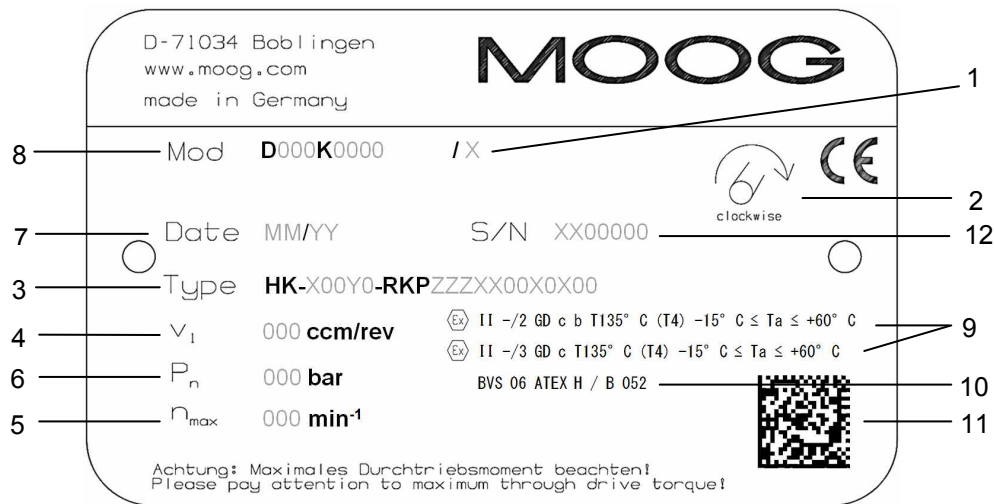 D-71034 Boblingen
www.moog.com
made in Germany
MOOG
1
8
Mod D000K0000 / X
CE
clockwise
2
7
Date MM/YY S/N XX00000
12
3
Type HK-X00Y0-RKPZZZXX00X0X00
4
V1 000 ccm/rev
Ex II -/2 GD c b T135° C (T4) -15° C ≤ Ta ≤ +60° C
9
Ex II -/3 GD c T135° C (T4) -15° C ≤ Ta ≤ +60° C
6
Pn 000 bar
BVS 06 ATEX H / B 052
10
5
nmax 000 min-1
11
Achtung: Maximales Durchtriebsmoment beachten!
Please pay attention to maximum through drive torque!